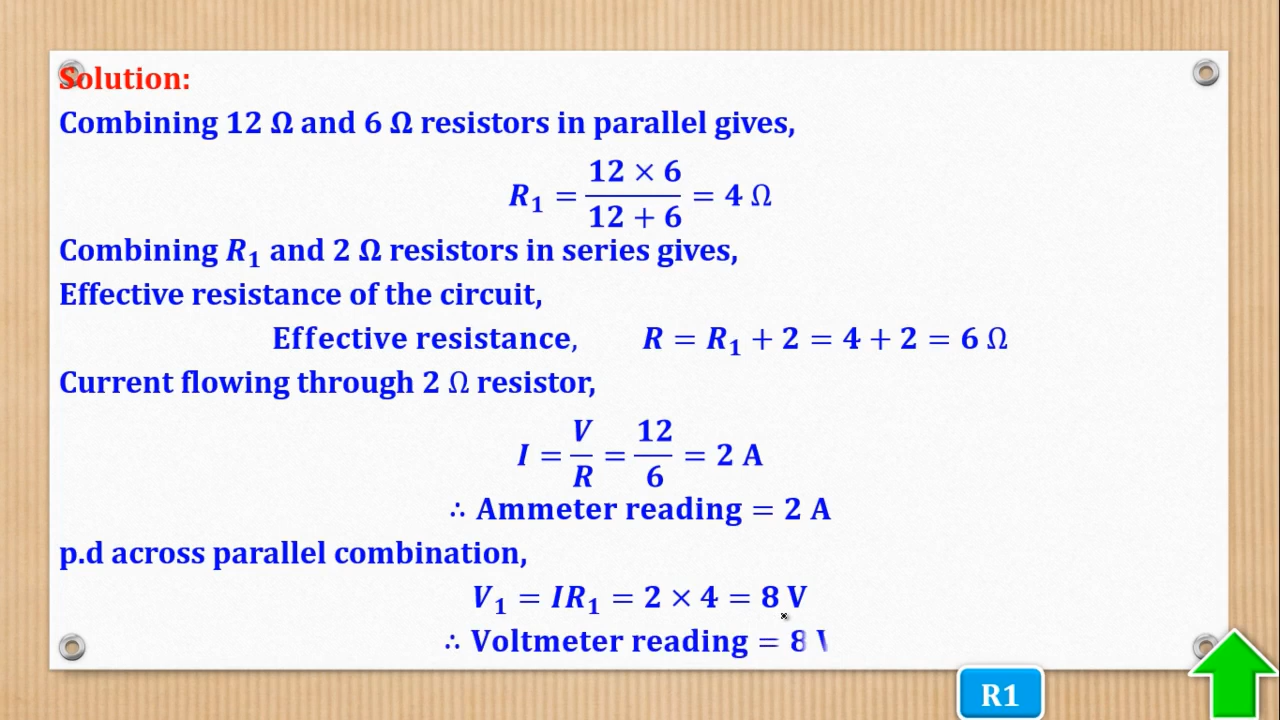 Solution:
Combining 12 Ω and 6 Ω resistors in parallel gives,
R₁ = (12 × 6)/(12 + 6) = 4 Ω
Combining R₁ and 2 Ω resistors in series gives,
Effective resistance of the circuit,
Effective resistance, R = R₁ + 2 = 4 + 2 = 6 Ω
Current flowing through 2 Ω resistor,
I = V/R = 12/6 = 2 A
∴ Ammeter reading = 2 A
p.d across parallel combination,
V₁ = IR₁ = 2 × 4 = 8 V
∴ Voltmeter reading = 8 V
R1